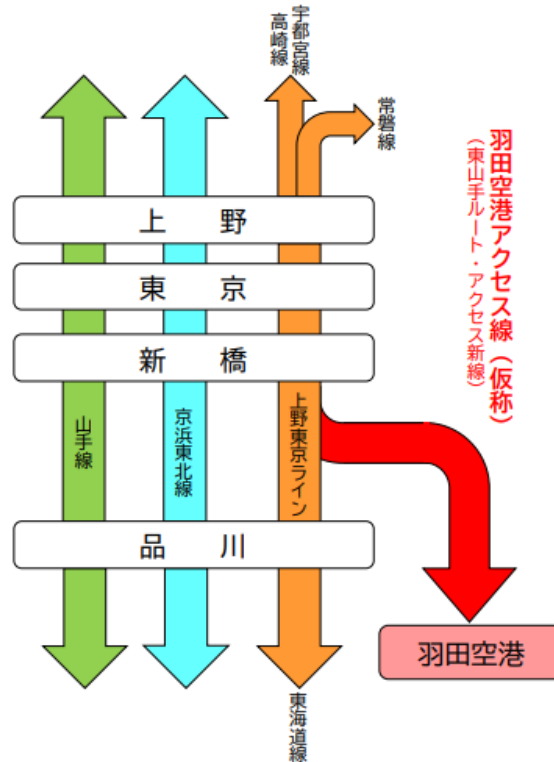 宇都宮線
高崎線
常磐線
羽田空港アクセス線（仮称）
（東山手ルート・アクセス新線）
上野
東京
新橋
山手線
京浜東北線
上野東京ライン
品川
羽田空港
東海道線